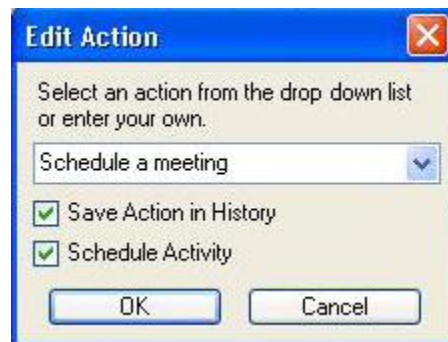 Edit Action
Select an action from the drop down list
or enter your own.
Schedule a meeting
Save Action in History
Schedule Activity
OK Cancel